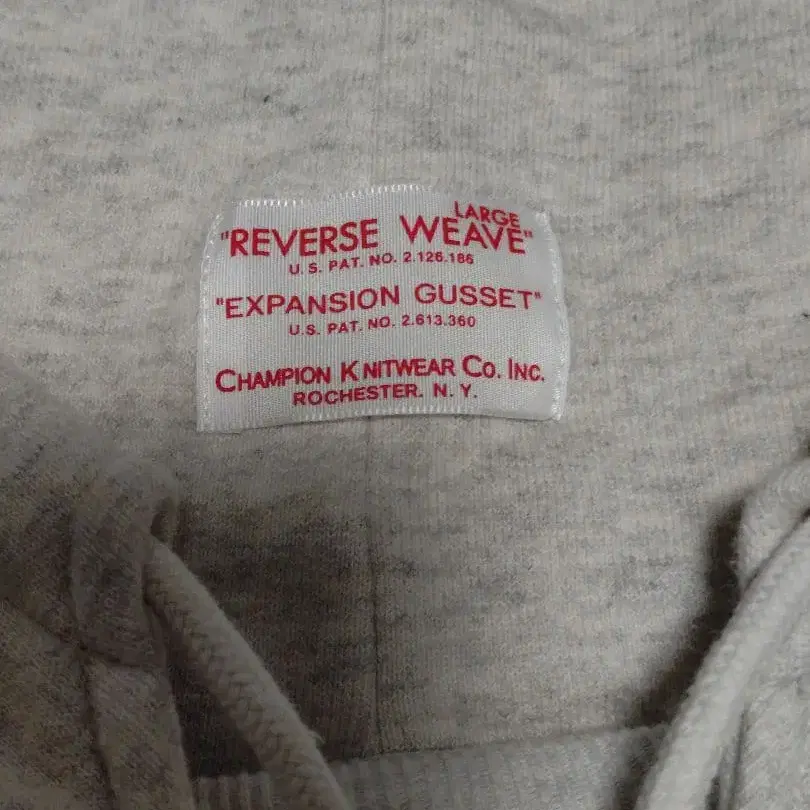 LARGE
"REVERSE WEAVE"
U.S. PAT. NO. 2.126.186
"EXPANSION GUSSET"
U.S. PAT. NO. 2.613.360
CHAMPION KNITWEAR CO. INC.
ROCHESTER. N. Y.